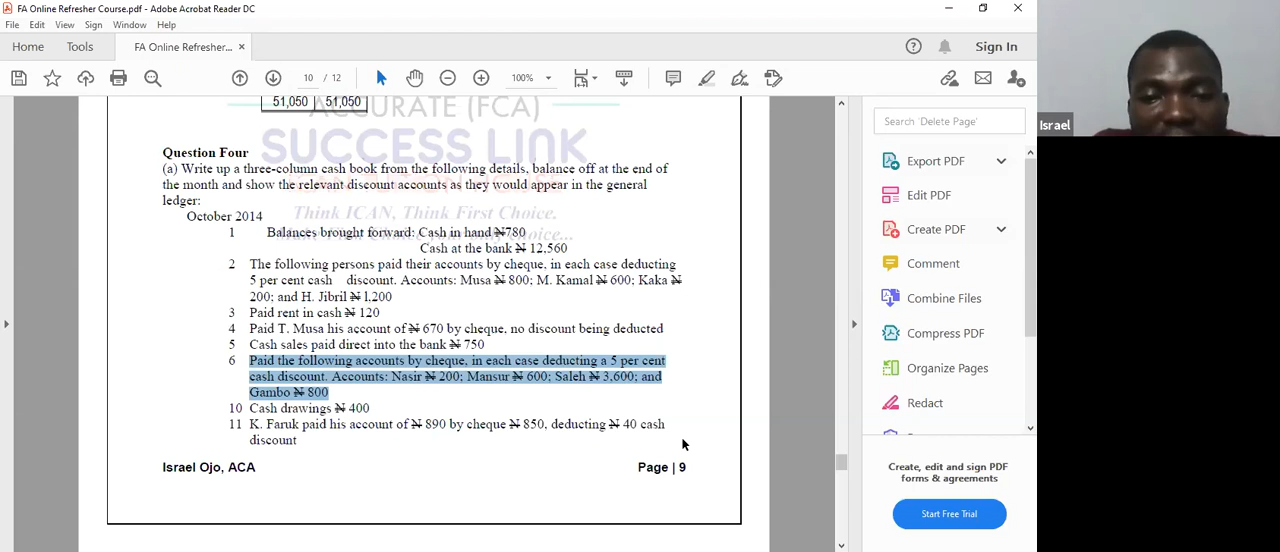 FA Online Refresher Course.pdf - Adobe Acrobat Reader DC
File Edit View Sign Window Help
Home Tools FA Online Refresher... × Sign In
10 / 12 100%
51,050 51,050
ACCURATE (FCA)
SUCCESS LINK
Think ICAN, Think First Choice.
Question Four
(a) Write up a three-column cash book from the following details, balance off at the end of
the month and show the relevant discount accounts as they would appear in the general
ledger:
October 2014
1 Balances brought forward: Cash in hand ₦780
Cash at the bank ₦ 12,560
2 The following persons paid their accounts by cheque, in each case deducting
5 per cent cash discount. Accounts: Musa ₦ 800; M. Kamal ₦ 600; Kaka ₦
200; and H. Jibril ₦ 1,200
3 Paid rent in cash ₦ 120
4 Paid T. Musa his account of ₦ 670 by cheque, no discount being deducted
5 Cash sales paid direct into the bank ₦ 750
6 Paid the following accounts by cheque, in each case deducting a 5 per cent
cash discount. Accounts: Nasir ₦ 200; Mansur ₦ 600; Saleh ₦ 3,600; and
Gambo ₦ 800
10 Cash drawings ₦ 400
11 K. Faruk paid his account of ₦ 890 by cheque ₦ 850, deducting ₦ 40 cash
discount
Israel Ojo, ACA Page | 9
Search 'Delete Page'
Export PDF
Edit PDF
Create PDF
Comment
Combine Files
Compress PDF
Organize Pages
Redact
Create, edit and sign PDF
forms & agreements
Start Free Trial
Israel